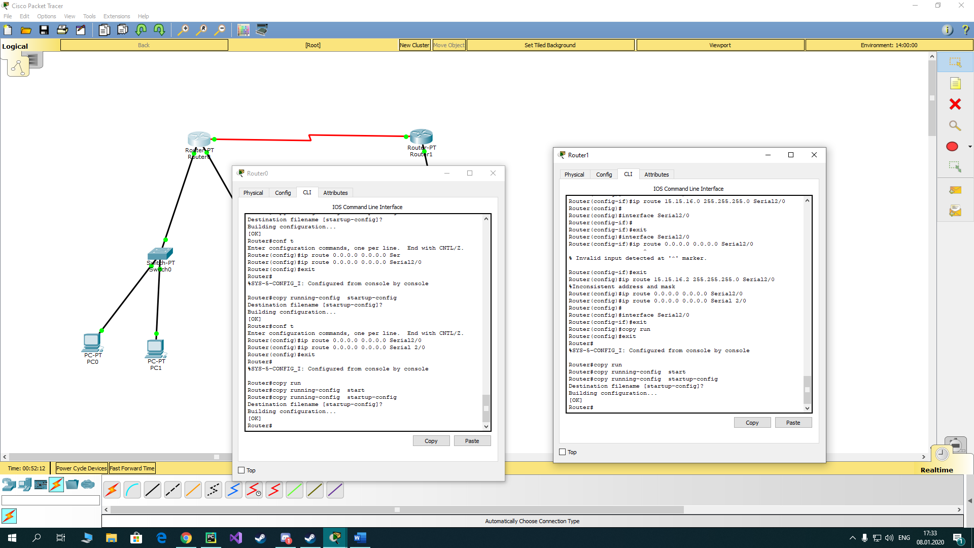 Cisco Packet Tracer
File Edit Options View Tools Extensions Help
Logical Back [Root] New Cluster Move Object Set Tiled Background Viewport Environment: 14:00:00
Router-PT
Router0
Router-PT
Router1
Switch-PT
Switch0
PC-PT
PC0
PC-PT
PC1
Router0
Physical Config CLI Attributes
IOS Command Line Interface
Destination filename [startup-config]?
Building configuration...
[OK]
Router#conf t
Enter configuration commands, one per line. End with CNTL/Z.
Router(config)#ip route 0.0.0.0 0.0.0.0 Ser
Router(config)#ip route 0.0.0.0 0.0.0.0 Serial2/0
Router(config)#exit
Router#
%SYS-5-CONFIG_I: Configured from console by console
Router#copy running-config startup-config
Destination filename [startup-config]?
Building configuration...
[OK]
Router#conf t
Enter configuration commands, one per line. End with CNTL/Z.
Router(config)#ip route 0.0.0.0 0.0.0.0 Serial2/0
Router(config)#ip route 0.0.0.0 0.0.0.0 Serial 2/0
Router(config)#exit
Router#
%SYS-5-CONFIG_I: Configured from console by console
Router#copy run
Router#copy running-config start
Router#copy running-config startup-config
Destination filename [startup-config]?
Building configuration...
[OK]
Router#
Copy Paste
Top
Router1
Physical Config CLI Attributes
IOS Command Line Interface
Router(config-if)#ip route 15.15.16.0 255.255.255.0 Serial2/0
Router(config)#
Router(config)#interface Serial2/0
Router(config-if)#
Router(config-if)#exit
Router(config)#interface Serial2/0
Router(config-if)#ip route 0.0.0.0 0.0.0.0 Serial2/0
^
% Invalid input detected at '^' marker.
Router(config-if)#exit
Router(config)#ip route 15.15.16.2 255.255.255.0 Serial2/0
%Inconsistent address and mask
Router(config)#ip route 0.0.0.0 0.0.0.0 Serial2/0
Router(config)#ip route 0.0.0.0 0.0.0.0 Serial 2/0
Router(config)#
Router(config)#interface Serial2/0
Router(config-if)#exit
Router(config)#copy run
Router(config)#exit
Router#
%SYS-5-CONFIG_I: Configured from console by console
Router#copy run
Router#copy running-config start
Router#copy running-config startup-config
Destination filename [startup-config]?
Building configuration...
[OK]
Router#
Copy Paste
Top
Time: 00:52:12 Power Cycle Devices Fast Forward Time Realtime
Automatically Choose Connection Type
ENG 17:33
08.01.2020